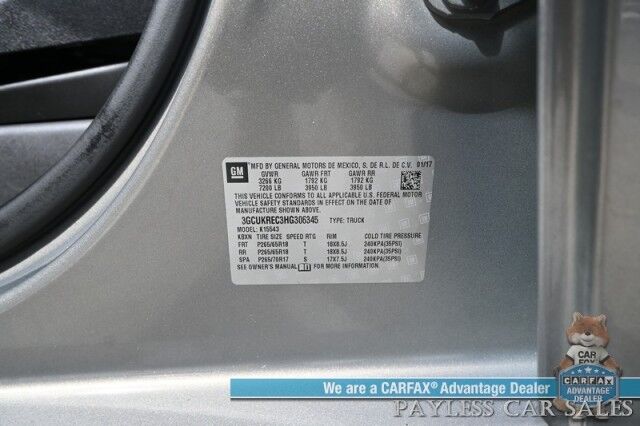 GM
MFD BY GENERAL MOTORS DE MEXICO, S. DE R.L. DE C.V. 01/17
GVWR GAWR FRT GAWR RR
3266 KG 1792 KG 1792 KG
7200 LB 3950 LB 3950 LB
THIS VEHICLE CONFORMS TO ALL APPLICABLE U.S. FEDERAL MOTOR
VEHICLE SAFETY STANDARDS IN EFFECT ON THE DATE OF
MANUFACTURE SHOWN ABOVE.
3GCUKREC3HG306345 TYPE: TRUCK
MODEL: K15543
KBXN TIRE SIZE SPEED RTG RIM COLD TIRE PRESSURE
FRT P265/65R18 T 18X8.5J 240KPA(35PSI)
RR P265/65R18 T 18X8.5J 240KPA(35PSI)
SPA P265/70R17 S 17X7.5J 240KPA(35PSI)
SEE OWNER'S MANUAL FOR MORE INFORMATION.
We are a CARFAX® Advantage Dealer
CAR
FOX
CARFAX
ADVANTAGE
DEALER
PAYLESS CAR SALES